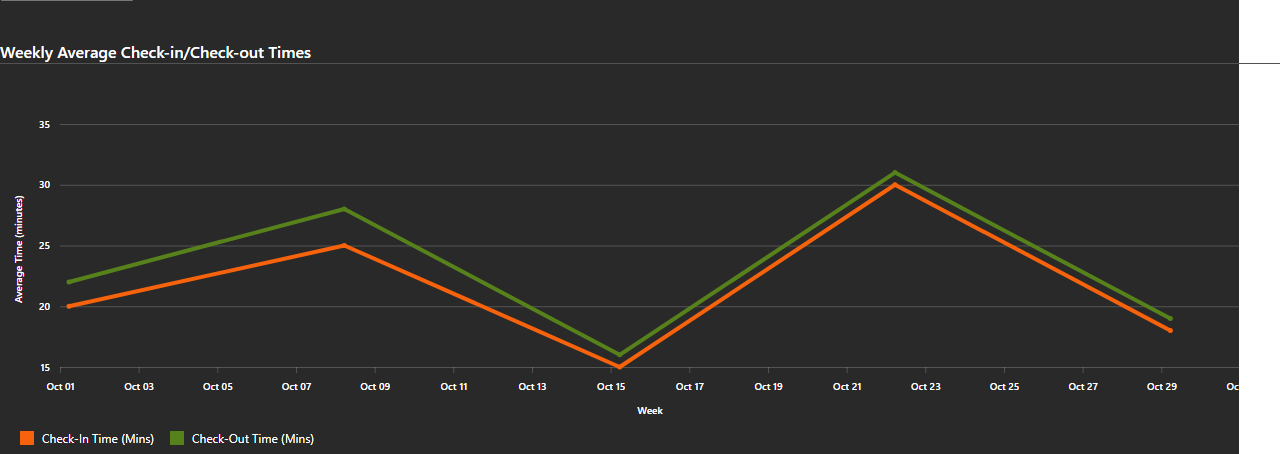 Weekly Average Check-in/Check-out Times
35
30
25
20
15
Average Time (minutes)
Oct 01 Oct 03 Oct 05 Oct 07 Oct 09 Oct 11 Oct 13 Oct 15 Oct 17 Oct 19 Oct 21 Oct 23 Oct 25 Oct 27 Oct 29 Oc
Week
Check-In Time (Mins) Check-Out Time (Mins)